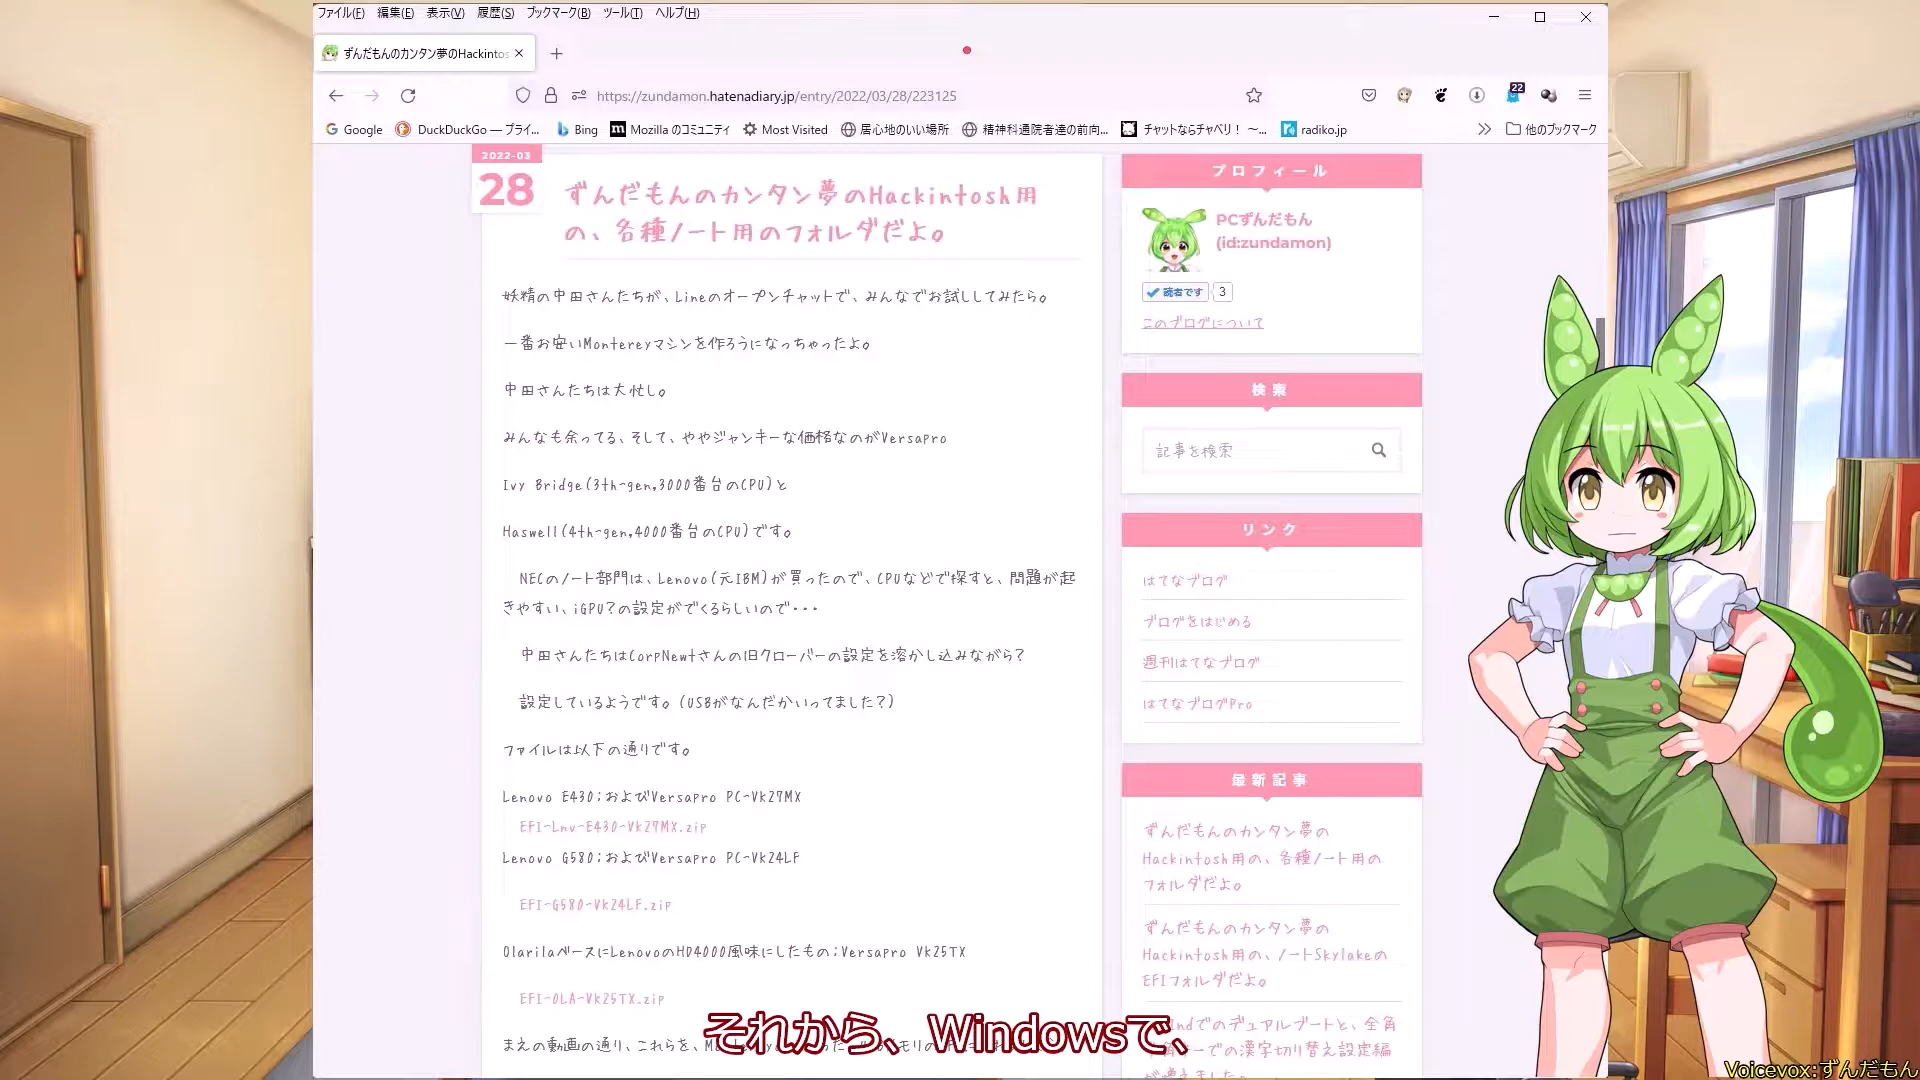 ファイル(F) 編集(E) 表示(V) 履歴(S) ブックマーク(B) ツール(T) ヘルプ(H)
ずんだもんのカンタン夢のHackintos
https://zundamon.hatenadiary.jp/entry/2022/03/28/223125
22
Google
DuckDuckGo — プライ...
Bing
Mozilla のコミュニティ
Most Visited
居心地のいい場所
精神科通院者達の前向...
チャットならチャベリ！ ～...
radiko.jp
他のブックマーク
2022-03
28
ずんだもんのカンタン夢のHackintosh用
の、各種ノート用のフォルダだよ。
妖精の中田さんたちが、Lineのオープンチャットで、みんなでお試ししてみたら。
一番お安いMontereyマシンを作ろうになっちゃったよ。
中田さんたちは大忙し。
みんなも余ってる、そして、ややジャンキーな価格なのがVersapro
Ivy Bridge(3th-gen,3000番台のCPU)と
Haswell(4th-gen,4000番台のCPU)です。
NECのノート部門は、Lenovo(元IBM)が買ったので、CPUなどで探すと、問題が起
きやすい、iGPU?の設定がでくるらしいので・・・
中田さんたちはCorpNewtさんの旧クローバーの設定を溶かし込みながら?
設定しているようです。(USBがなんだかいってました?)
ファイルは以下の通りです。
Lenovo E430;およびVersapro PC-VK27MX
EFI-Lnv-E430-VK27MX.zip
Lenovo G580;およびVersapro PC-VK24LF
EFI-G580-VK24LF.zip
OlarilaベースにLenovoのHD4000風味にしたもの;Versapro VK25TX
EFI-OLA-VK25TX.zip
まえの動画の通り、これらを、
プロフィール
PCずんだもん
(id:zundamon)
読者です 3
このブログについて
検索
記事を検索
リンク
はてなブログ
ブログをはじめる
週刊はてなブログ
はてなブログPro
最新記事
ずんだもんのカンタン夢の
Hackintosh用の、各種ノート用の
フォルダだよ。
ずんだもんのカンタン夢の
Hackintosh用の、ノートSkylakeの
EFIフォルダだよ。
でのデュアルブートと、全角
での漢字切り替え設定編
それから、Windowsで、
Voicevox:ずんだもん